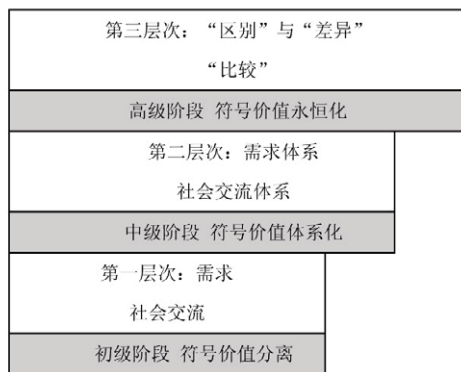 第三层次：“区别”与“差异”
“比较”
高级阶段 符号价值永恒化
第二层次：需求体系
社会交流体系
中级阶段 符号价值体系化
第一层次：需求
社会交流
初级阶段 符号价值分离